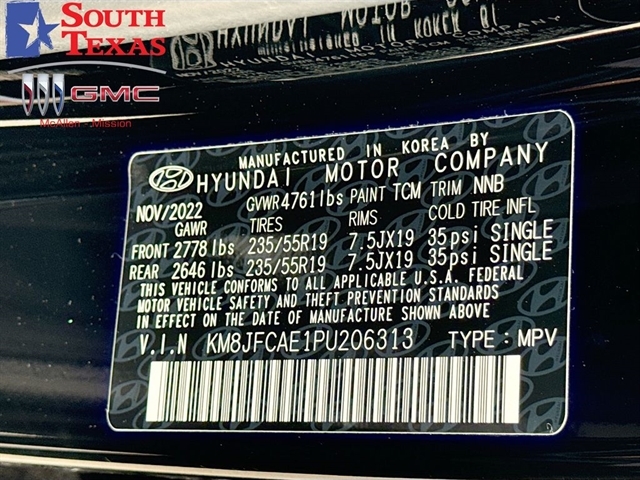 SOUTH
TEXAS
GMC
McAllen - Mission
MANUFACTURED IN KOREA BY
HYUNDAI MOTOR COMPANY
NOV/2022 GVWR 4761 lbs PAINT TCM TRIM NNB
GAWR TIRES RIMS COLD TIRE INFL
FRONT 2778 lbs 235/55R19 7.5JX19 35psi SINGLE
REAR 2646 lbs 235/55R19 7.5JX19 35psi SINGLE
THIS VEHICLE CONFORMS TO ALL APPLICABLE U.S.A. FEDERAL
MOTOR VEHICLE SAFETY AND THEFT PREVENTION STANDARDS
IN EFFECT ON THE DATE OF MANUFACTURE SHOWN ABOVE
V.I.N KM8JFCAE1PU206313 TYPE : MPV